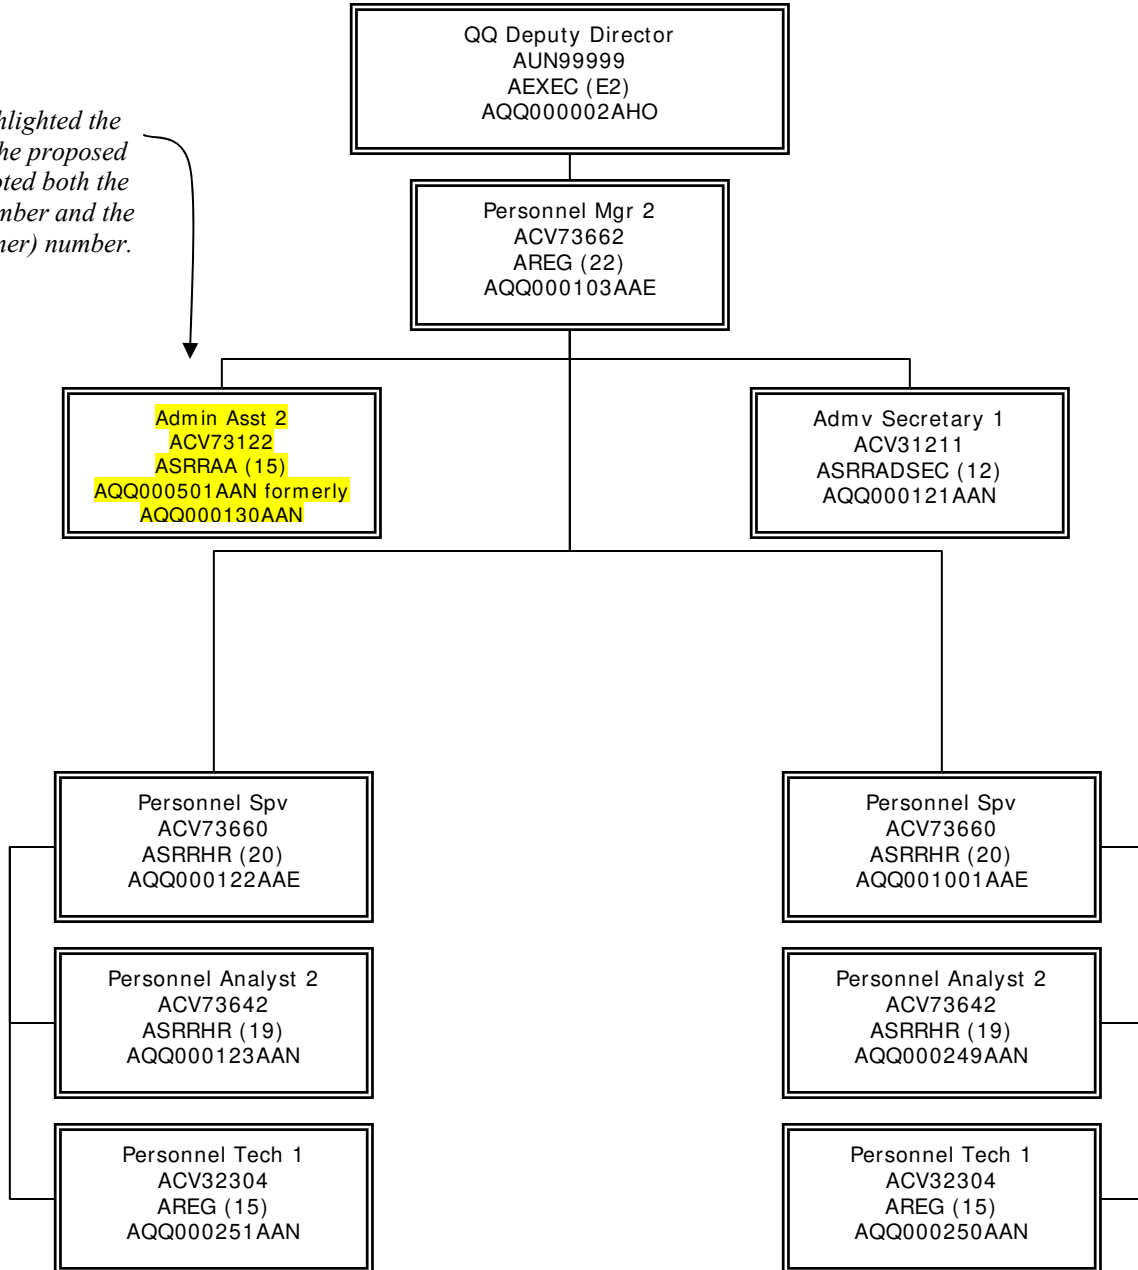 QQ Deputy Director
AUN99999
AEXEC (E2)
AQQ000002AHO
hlighted the
he proposed
oted both the
mber and the
ner) number.
Personnel Mgr 2
ACV73662
AREG (22)
AQQ000103AAE
Admin Asst 2
ACV73122
ASRRAA (15)
AQQ000501AAN formerly
AQQ000130AAN
Admv Secretary 1
ACV31211
ASRRADSEC (12)
AQQ000121AAN
Personnel Spv
ACV73660
ASRRHR (20)
AQQ000122AAE
Personnel Spv
ACV73660
ASRRHR (20)
AQQ001001AAE
Personnel Analyst 2
ACV73642
ASRRHR (19)
AQQ000123AAN
Personnel Analyst 2
ACV73642
ASRRHR (19)
AQQ000249AAN
Personnel Tech 1
ACV32304
AREG (15)
AQQ000251AAN
Personnel Tech 1
ACV32304
AREG (15)
AQQ000250AAN